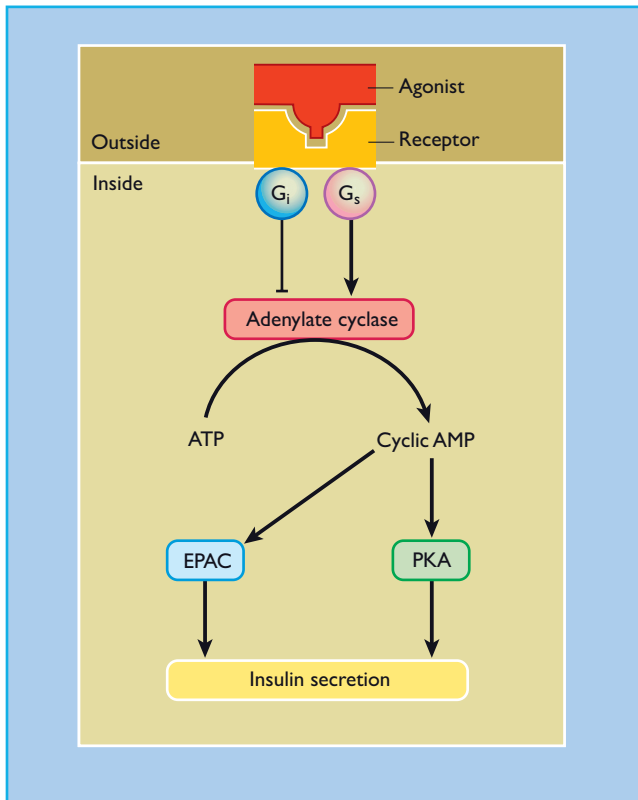 Agonist
Outside
Receptor
Inside
Gi
Gs
Adenylate cyclase
ATP
Cyclic AMP
EPAC
PKA
Insulin secretion